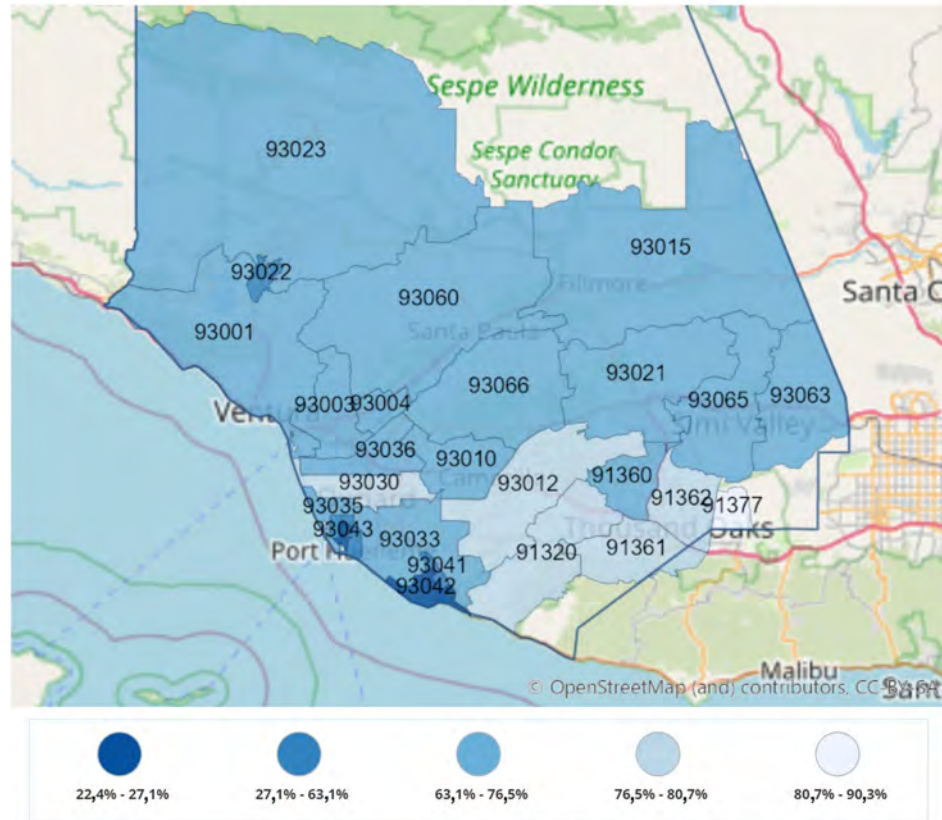 Sespe Wilderness
Sespe Condor
Sanctuary
93023
93015
93022
93060
Fillmore
Santa C
93001
Santa Paula
93066
93021
93065
93063
93003
93004
Ventura
Simi Valley
93036
93010
93030
93012
91360
91362
91377
93035
93043
93033
Thousand Oaks
91320
91361
Port Hueneme
93041
93042
Malibu
© OpenStreetMap (and) contributors, CC-BY-SA
Sant
22,4% - 27,1%
27,1% - 63,1%
63,1% - 76,5%
76,5% - 80,7%
80,7% - 90,3%